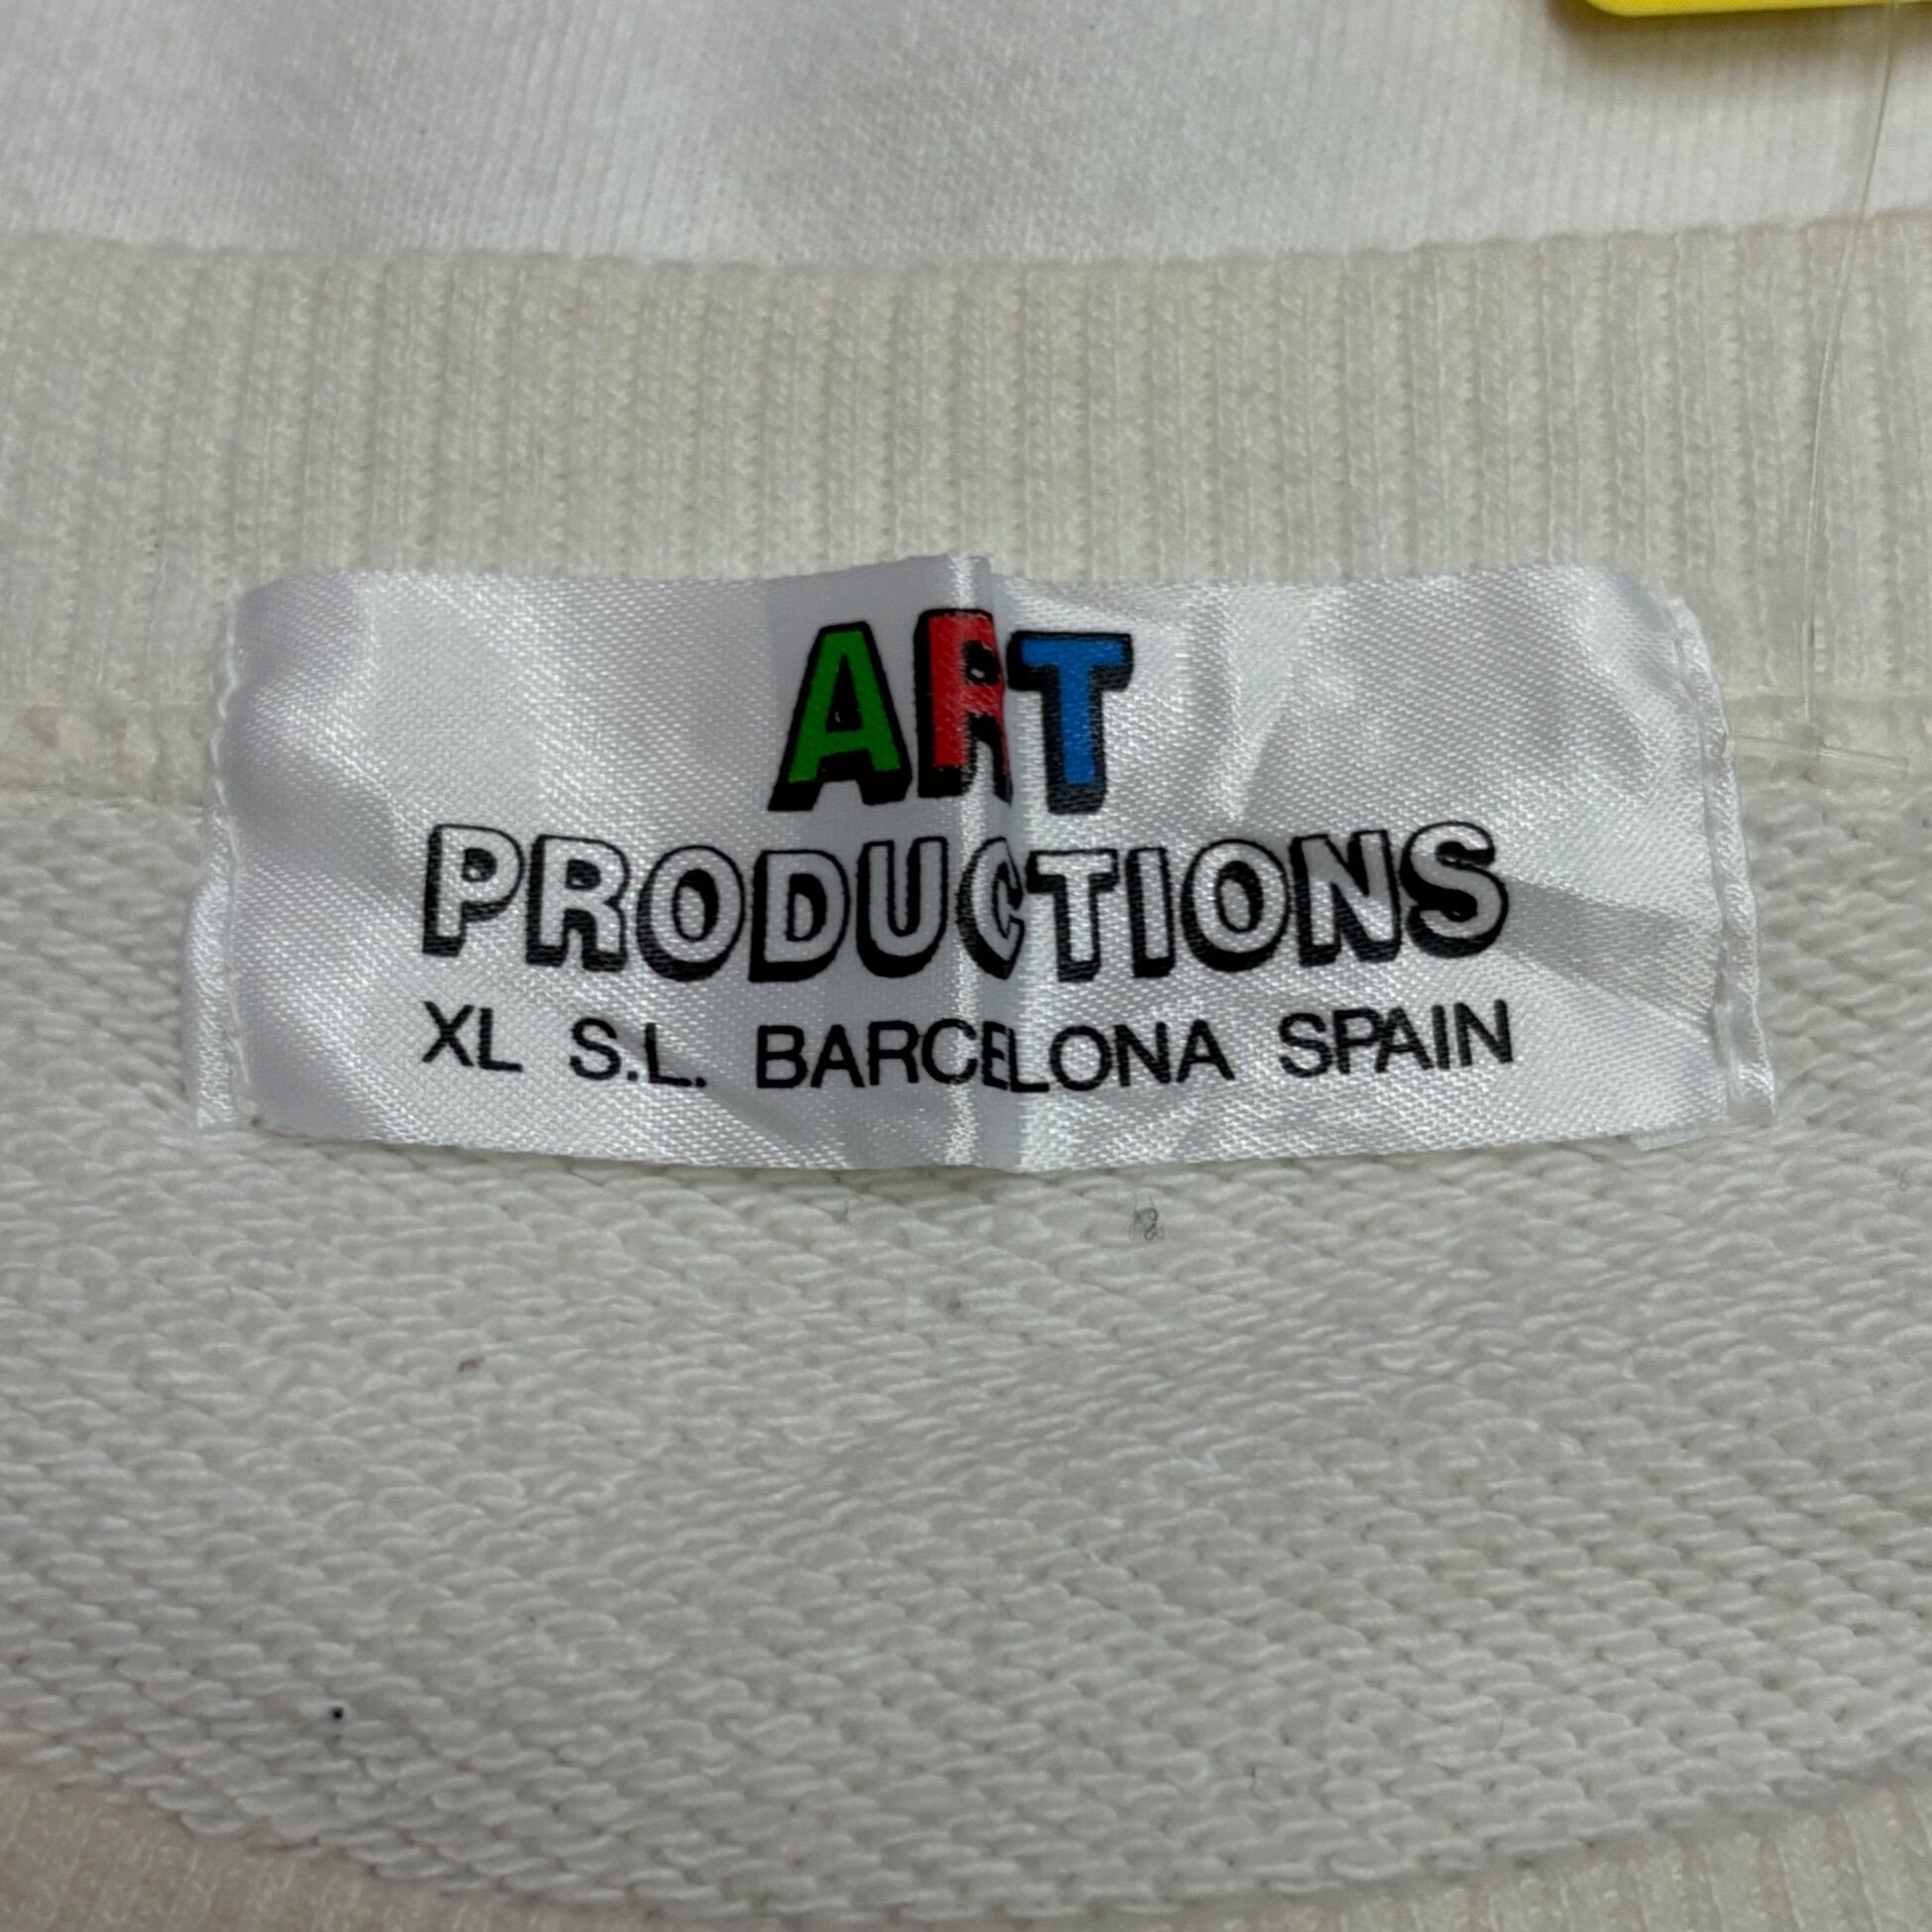 ART
PRODUCTIONS
XL S.L. BARCELONA SPAIN